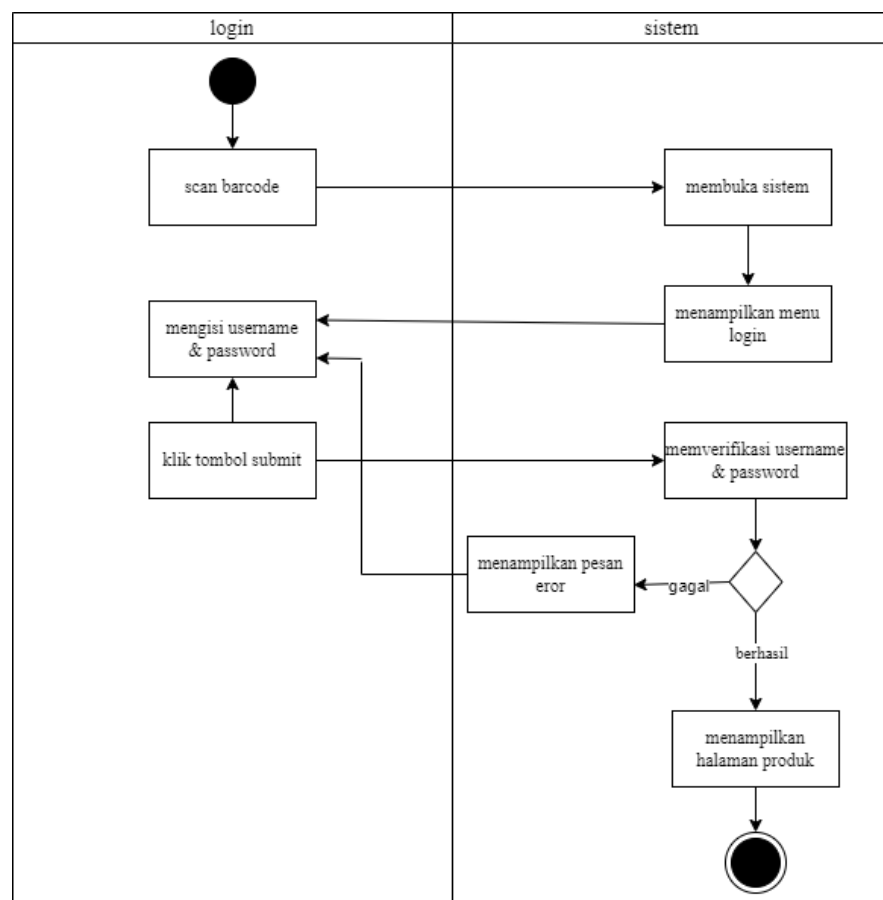 login
sistem
scan barcode
membuka sistem
mengisi username
& password
menampilkan menu
login
klik tombol submit
memverifikasi username
& password
menampilkan pesan
eror
gagal
berhasil
menampilkan
halaman produk